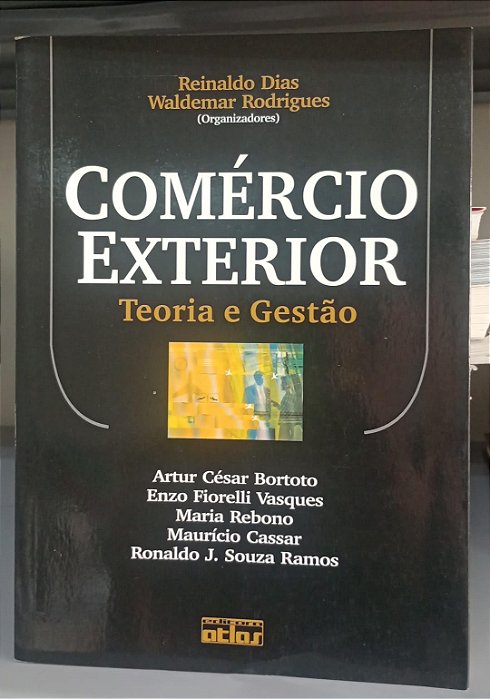 Reinaldo Dias
Waldemar Rodrigues
(Organizadores)
COMÉRCIO
EXTERIOR
Teoria e Gestão
Artur César Bortoto
Enzo Fiorelli Vasques
Maria Rebono
Maurício Cassar
Ronaldo J. Souza Ramos
editora
atlas